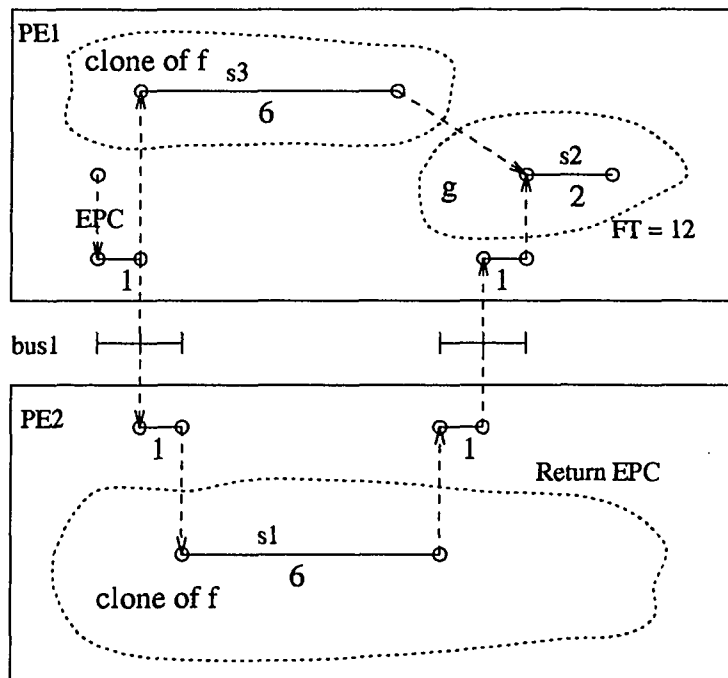 PE1
clone of f
s3
6
s2
2
g
EPC
FT = 12
1
1
bus1
PE2
1
1
Return EPC
s1
6
clone of f